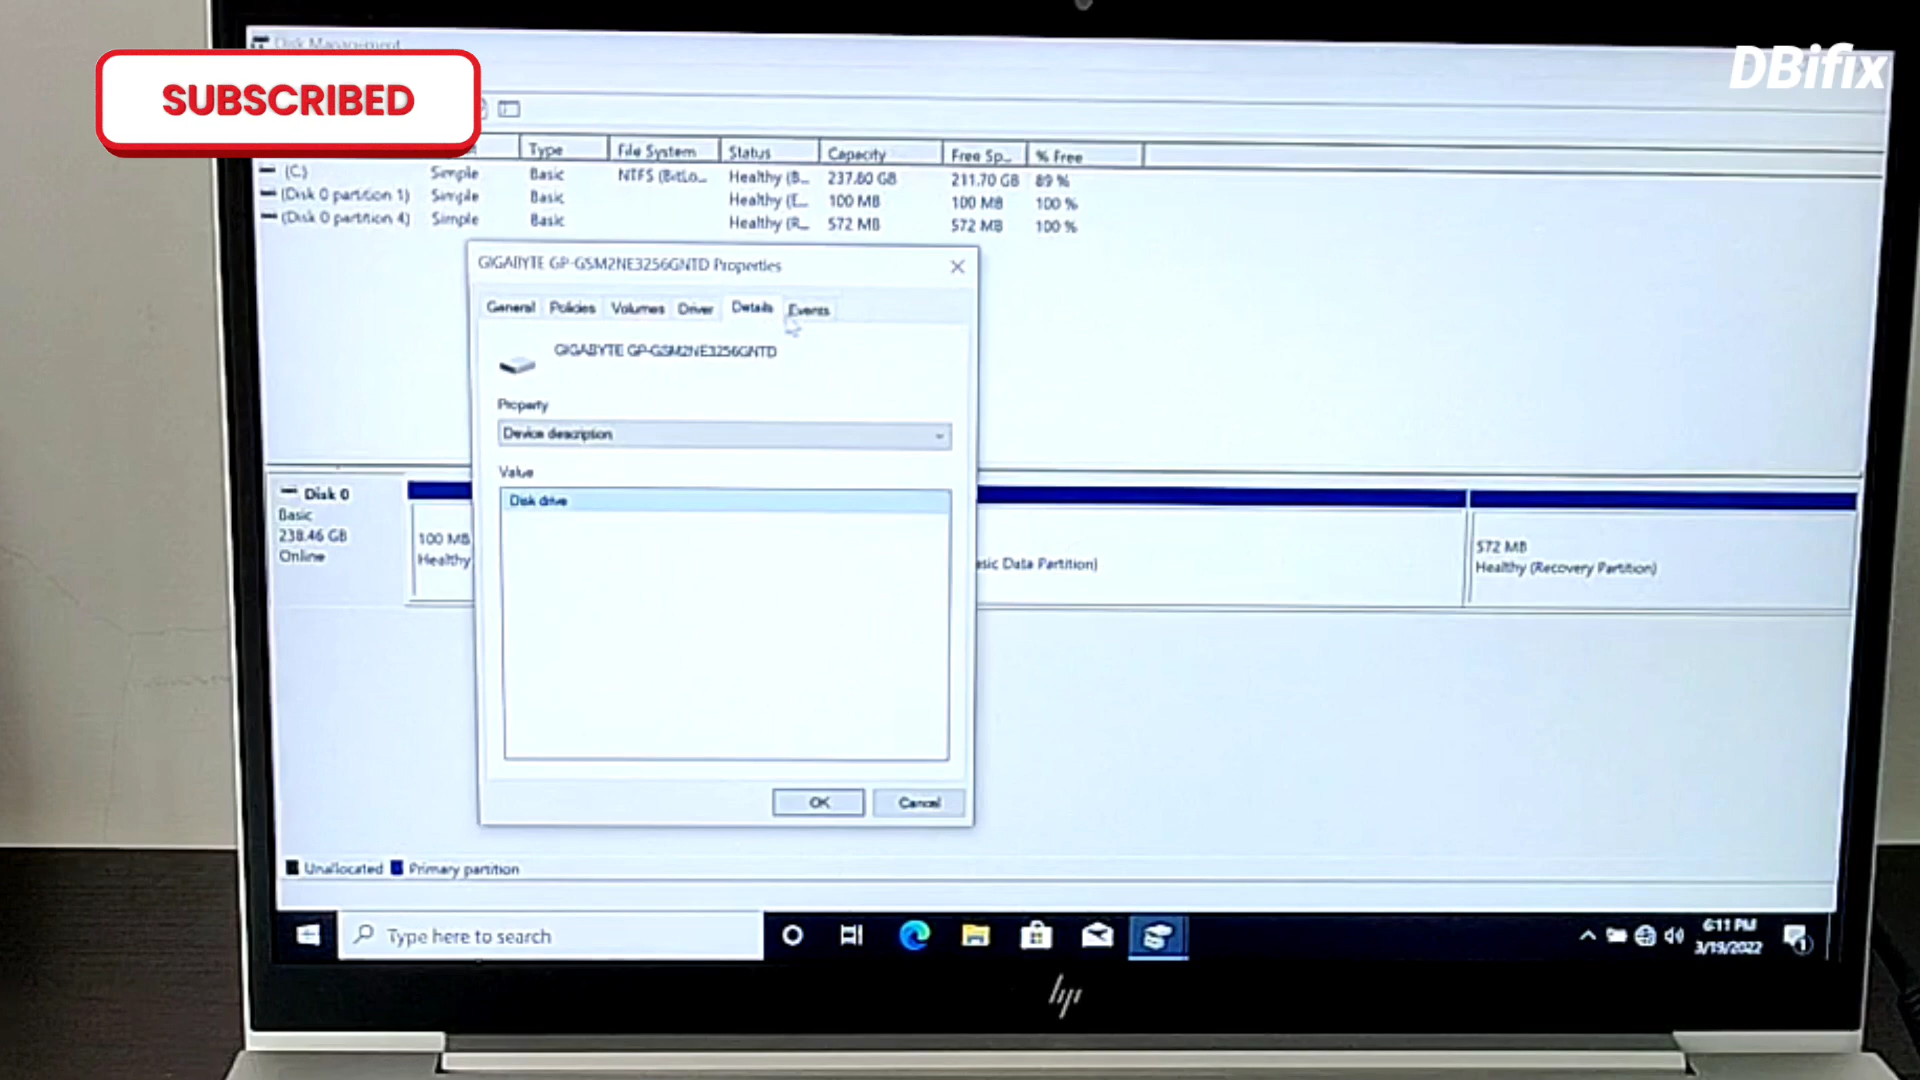 Disk Management
SUBSCRIBED
DBifix
Type File System Status Capacity Free Sp... % Free
(C:) Simple Basic NTFS (BitLo... Healthy (B... 237.80 GB 211.70 GB 89 %
(Disk 0 partition 1) Simple Basic Healthy (E... 100 MB 100 MB 100 %
(Disk 0 partition 4) Simple Basic Healthy (R... 572 MB 572 MB 100 %
GIGABYTE GP-GSM2NE3256GNTD Properties
General Policies Volumes Driver Details Events
GIGABYTE GP-GSM2NE3256GNTD
Property
Device description
Value
Disk drive
OK Cancel
Disk 0
Basic
238.46 GB
Online
100 MB
Healthy
asic Data Partition)
572 MB
Healthy (Recovery Partition)
Unallocated Primary partition
Type here to search
6:11 PM
3/19/2022
1
hp